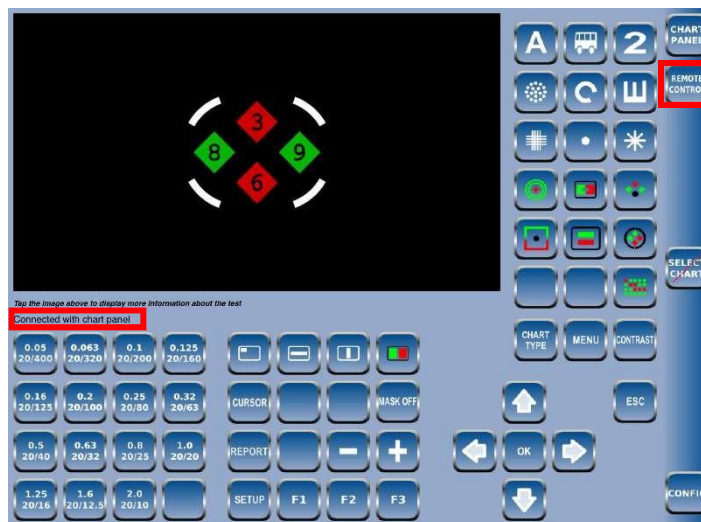 3
8 9
6
Tap the image above to display more information about the test
Connected with chart panel
0.05
20/400
0.063
20/320
0.1
20/200
0.125
20/160
0.16
20/125
0.2
20/100
0.25
20/80
0.32
20/63
0.5
20/40
0.63
20/32
0.8
20/25
1.0
20/20
1.25
20/16
1.6
20/12.5
2.0
20/10
CURSOR
MASK OFF
REPORT
SETUP
F1
F2
F3
A
2
CHART
TYPE
MENU
CONTRAST
ESC
OK
CHART
PANEL
REMOTE
CONTROL
SELECT
CHART
CONFIG